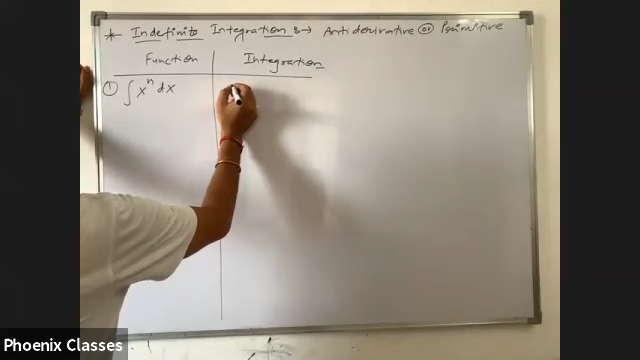 * Indefinite Integration :→ Antiderivative or Primitive
Function Integration
① ∫ xⁿ dx
Phoenix Classes